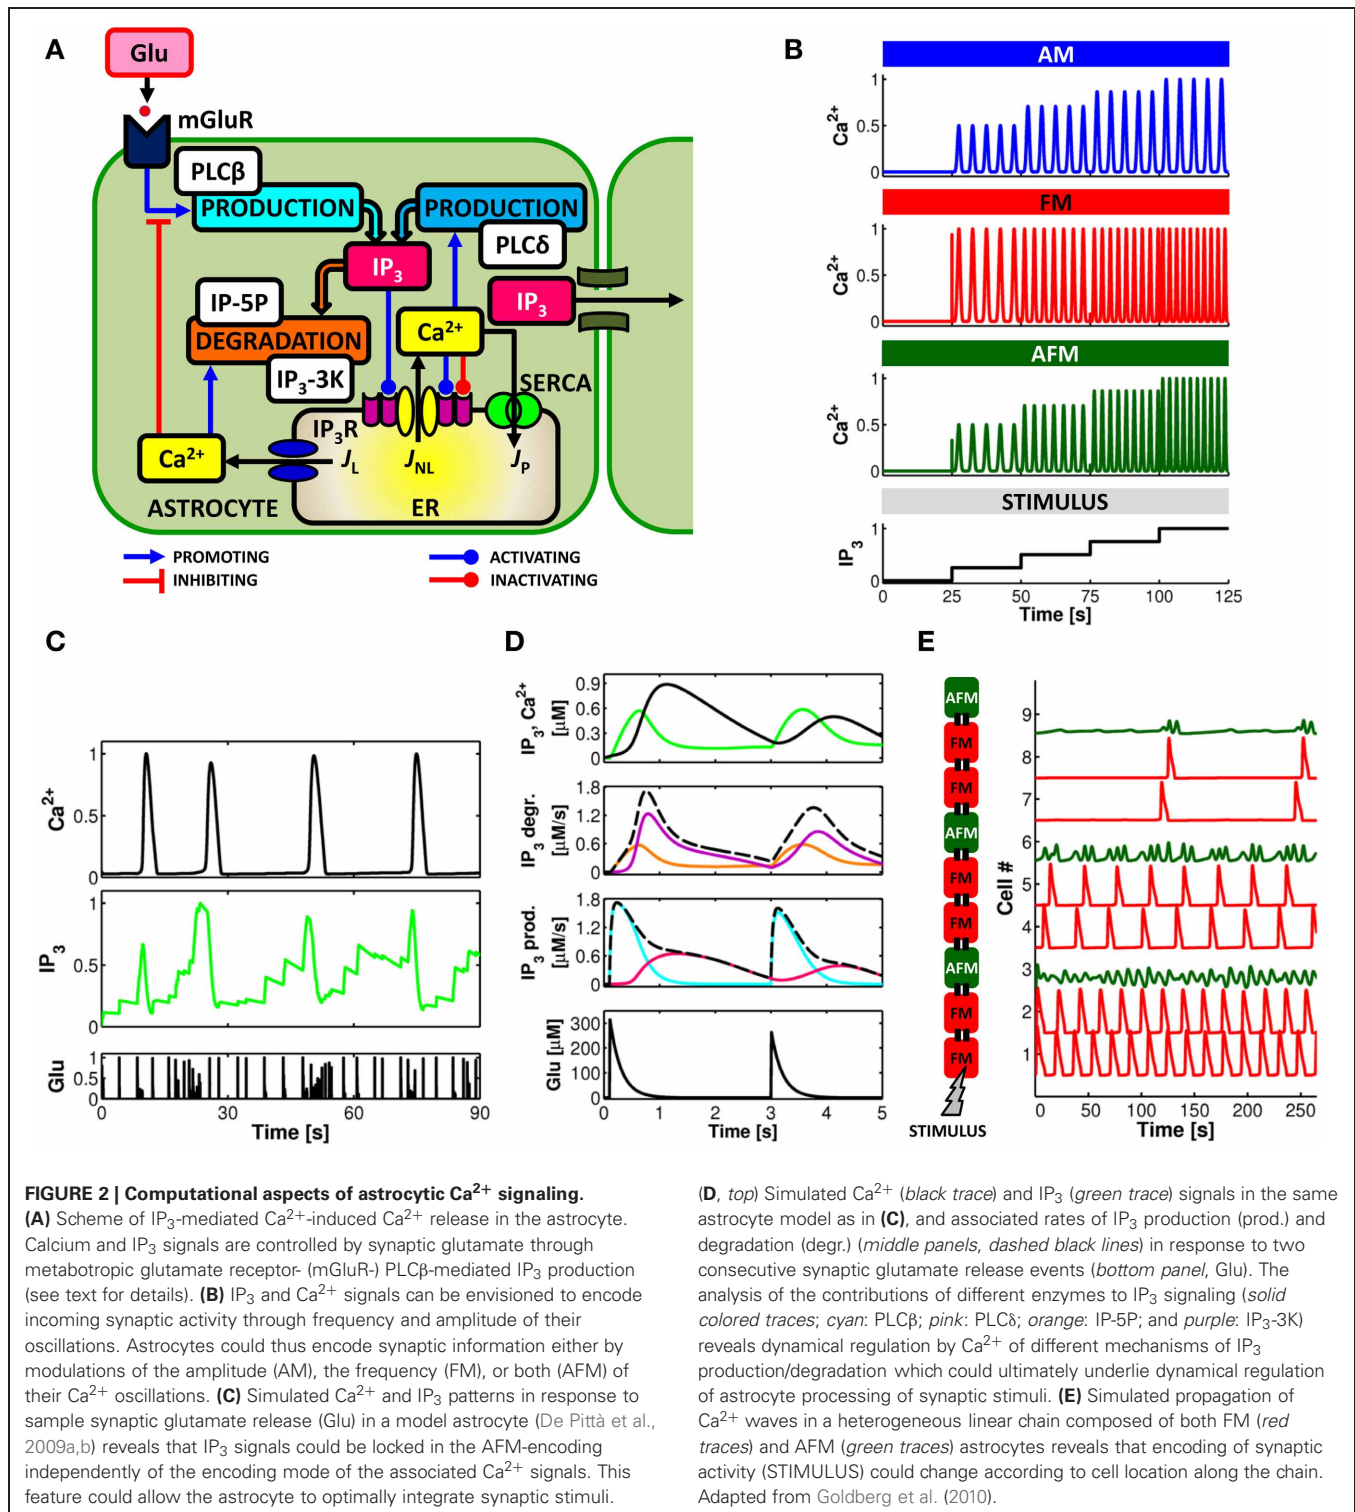 A
Glu
mGluR
PLCβ
PRODUCTION
PRODUCTION
PLCδ
IP3
IP3
IP-5P
DEGRADATION
IP3-3K
Ca2+
SERCA
IP3R
Ca2+
JL
JNL
JP
ASTROCYTE
ER
PROMOTING
ACTIVATING
INHIBITING
INACTIVATING
B
AM
Ca2+
1
0.5
0
FM
Ca2+
1
0.5
0
AFM
Ca2+
1
0.5
0
STIMULUS
IP3
1
0
0 25 50 75 100 125
Time [s]
C
Ca2+
1
0.5
0
IP3
1
0.5
0
Glu
1
0.5
0
0 30 60 90
Time [s]
D
IP3, Ca2+
[µM]
0.9
0.6
0.3
0
IP3 degr.
[µM/s]
1.8
1.2
0.6
0
IP3 prod.
[µM/s]
1.8
1.2
0.6
0
Glu [µM]
300
200
100
0
0 1 2 3 4 5
Time [s]
E
AFM
FM
FM
AFM
FM
FM
AFM
FM
FM
STIMULUS
Cell #
9
8
7
6
5
4
3
2
1
0 50 100 150 200 250
Time [s]
FIGURE 2 | Computational aspects of astrocytic Ca2+ signaling.
(A) Scheme of IP3-mediated Ca2+-induced Ca2+ release in the astrocyte.
Calcium and IP3 signals are controlled by synaptic glutamate through
metabotropic glutamate receptor- (mGluR-) PLCβ-mediated IP3 production
(see text for details). (B) IP3 and Ca2+ signals can be envisioned to encode
incoming synaptic activity through frequency and amplitude of their
oscillations. Astrocytes could thus encode synaptic information either by
modulations of the amplitude (AM), the frequency (FM), or both (AFM) of
their Ca2+ oscillations. (C) Simulated Ca2+ and IP3 patterns in response to
sample synaptic glutamate release (Glu) in a model astrocyte (De Pittà et al.,
2009a,b) reveals that IP3 signals could be locked in the AFM-encoding
independently of the encoding mode of the associated Ca2+ signals. This
feature could allow the astrocyte to optimally integrate synaptic stimuli.
(D, top) Simulated Ca2+ (black trace) and IP3 (green trace) signals in the same
astrocyte model as in (C), and associated rates of IP3 production (prod.) and
degradation (degr.) (middle panels, dashed black lines) in response to two
consecutive synaptic glutamate release events (bottom panel, Glu). The
analysis of the contributions of different enzymes to IP3 signaling (solid
colored traces; cyan: PLCβ; pink: PLCδ; orange: IP-5P; and purple: IP3-3K)
reveals dynamical regulation by Ca2+ of different mechanisms of IP3
production/degradation which could ultimately underlie dynamical regulation
of astrocyte processing of synaptic stimuli. (E) Simulated propagation of
Ca2+ waves in a heterogeneous linear chain composed of both FM (red
traces) and AFM (green traces) astrocytes reveals that encoding of synaptic
activity (STIMULUS) could change according to cell location along the chain.
Adapted from Goldberg et al. (2010).